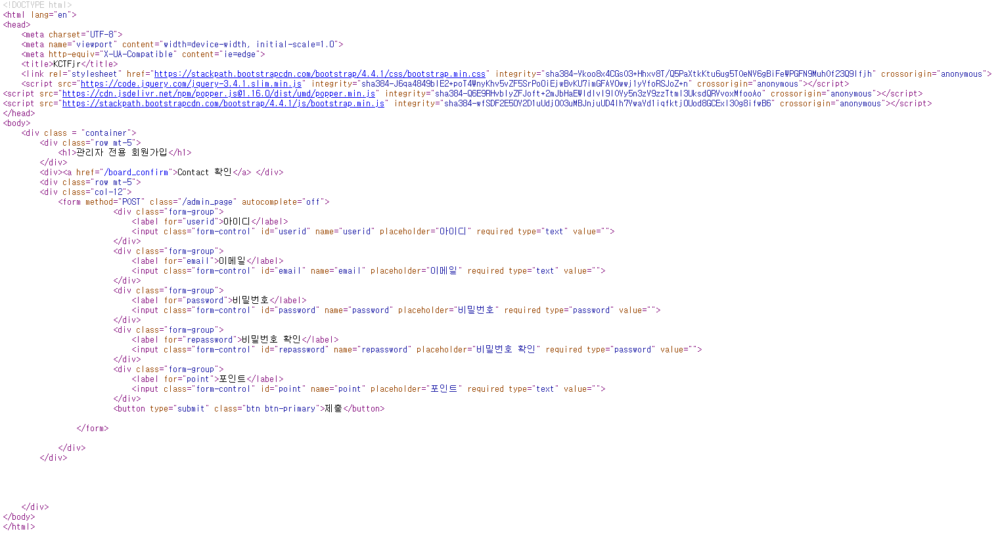 <!DOCTYPE html>
<html lang="en">
<head>
    <meta charset="UTF-8">
    <meta name="viewport" content="width=device-width, initial-scale=1.0">
    <meta http-equiv="X-UA-Compatible" content="ie=edge">
    <title>KCTFjr</title>
    <link rel="stylesheet" href="https://stackpath.bootstrapcdn.com/bootstrap/4.4.1/css/bootstrap.min.css" integrity="sha384-Vkoo8x4CGsO3+Hhxv8T/Q5PaXtkKtu6ug5TOeNV6gBiFeWPGFN9MuhOf23Q9Ifjh" crossorigin="anonymous">
    <script src="https://code.jquery.com/jquery-3.4.1.slim.min.js" integrity="sha384-J6qa4849blE2+poT4WnyKhv5vZF5SrPo0iEjwBvKU7imGFAV0wwj1yYfoRSJoZ+n" crossorigin="anonymous"></script>
<script src="https://cdn.jsdelivr.net/npm/popper.js@1.16.0/dist/umd/popper.min.js" integrity="sha384-Q6E9RHvbIyZFJoft+2mJbHaEWldlvI9IOYy5n3zV9zzTtmI3UksdQRVvoxMfooAo" crossorigin="anonymous"></script>
<script src="https://stackpath.bootstrapcdn.com/bootstrap/4.4.1/js/bootstrap.min.js" integrity="sha384-wfSDF2E50Y2D1uUdj0O3uMBJnjuUD4Ih7YwaYd1iqfktj0Uod8GCExl3Og8ifwB6" crossorigin="anonymous"></script>
</head>
<body>
    <div class = "container">
        <div class="row mt-5">
            <h1>관리자 전용 회원가입</h1>
        </div>
        <div><a href="/board_confirm">Contact 확인</a> </div>
        <div class="row mt-5">
        <div class="col-12">
            <form method="POST" class="/admin_page" autocomplete="off">
                        <div class="form-group">
                            <label for="userid">아이디</label>
                            <input class="form-control" id="userid" name="userid" placeholder="아이디" required type="text" value="">
                        </div>
                        <div class="form-group">
                            <label for="email">이메일</label>
                            <input class="form-control" id="email" name="email" placeholder="이메일" required type="text" value="">
                        </div>
                        <div class="form-group">
                            <label for="password">비밀번호</label>
                            <input class="form-control" id="password" name="password" placeholder="비밀번호" required type="password" value="">
                        </div>
                        <div class="form-group">
                            <label for="repassword">비밀번호 확인</label>
                            <input class="form-control" id="repassword" name="repassword" placeholder="비밀번호 확인" required type="password" value="">
                        </div>
                        <div class="form-group">
                            <label for="point">포인트</label>
                            <input class="form-control" id="point" name="point" placeholder="포인트" required type="text" value="">
                        </div>
                        <button type="submit" class="btn btn-primary">제출</button>
                </form>
            </div>
        </div>
    </div>
</body>
</html>